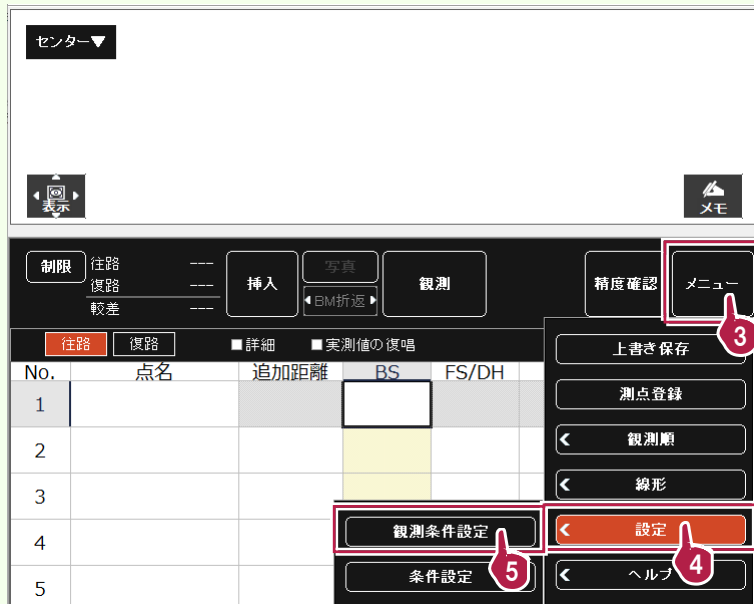 センター▼
表示
メモ
制限 往路 ---
復路 ---
較差 ---
挿入
写真
◀BM折返▶
観測
精度確認
メニュー
3
往路 復路 ■詳細 ■実測値の復唱
No. 点名 追加距離 BS FS/DH
1
2
3
4
5
上書き保存
測点登録
観測順
線形
設定
4
ヘルプ
観測条件設定
5
条件設定